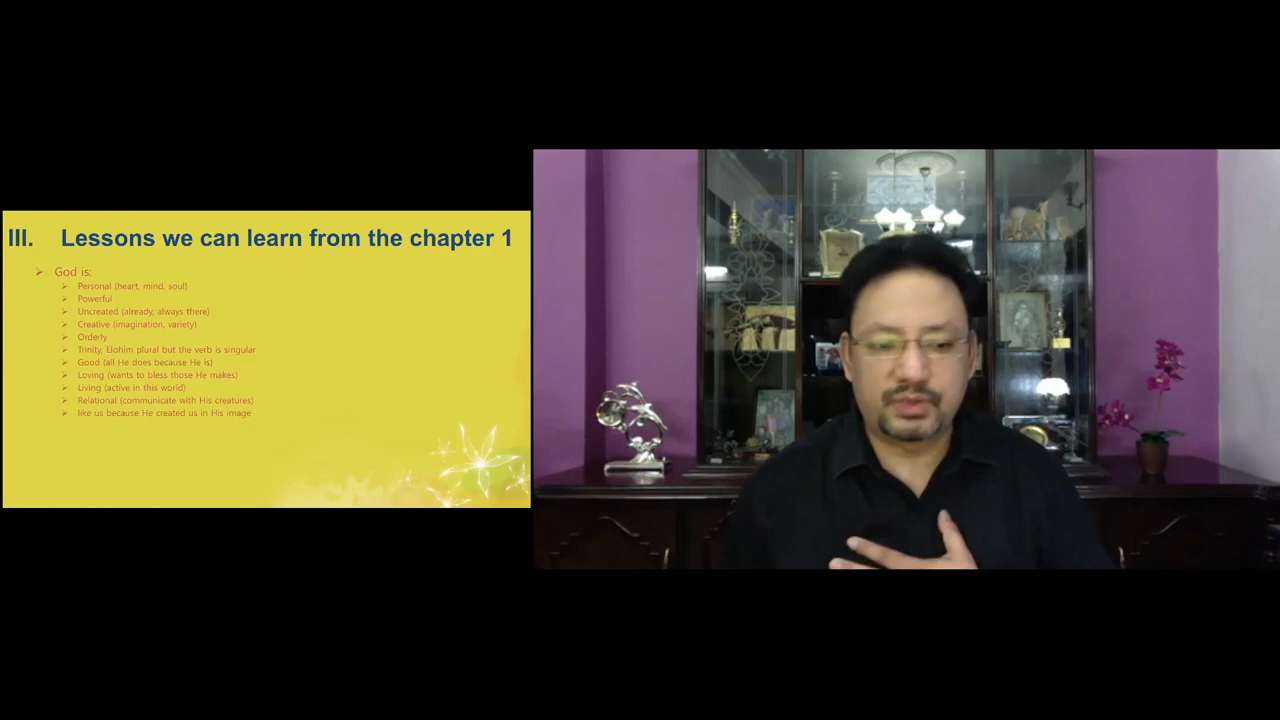 III. Lessons we can learn from the chapter 1
God is:
Personal (heart, mind, soul)
Powerful
Uncreated (already, always there)
Creative (imagination, variety)
Orderly
Trinity, Elohim plural but the verb is singular
Good (all He does because He is)
Loving (wants to bless those He makes)
Living (active in this world)
Relational (communicate with His creatures)
like us because He created us in His image